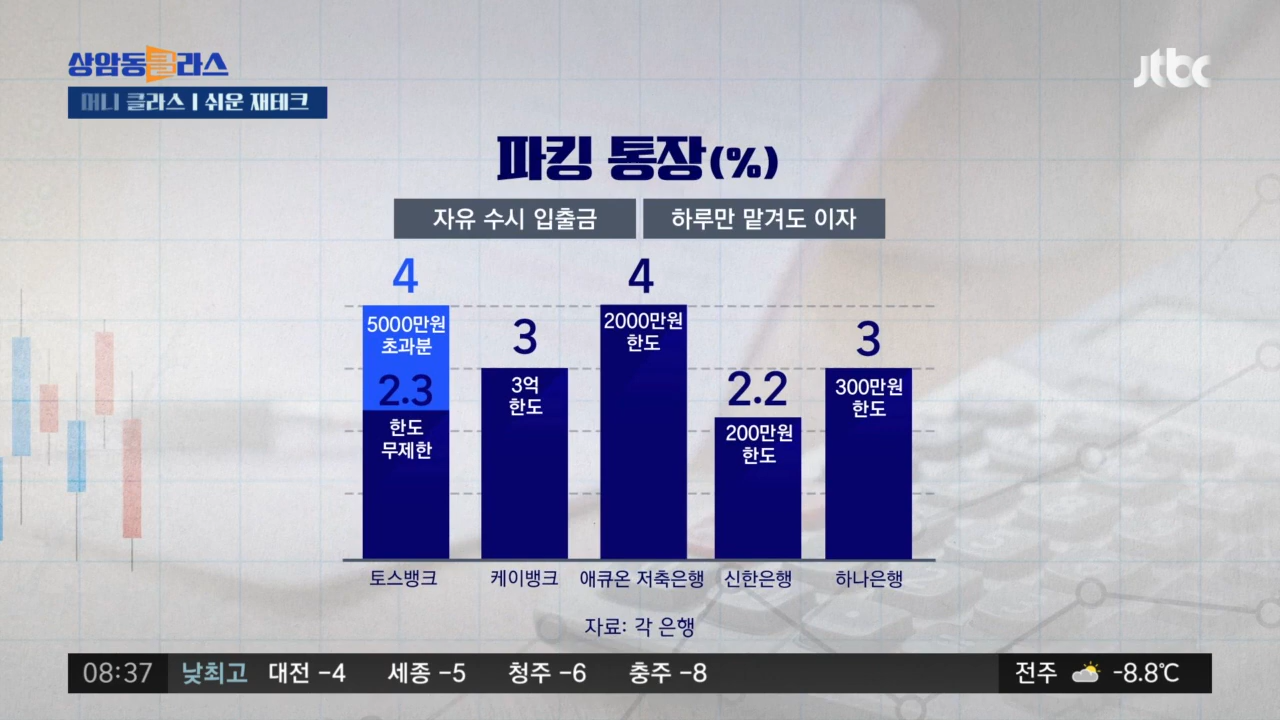 상암동클라스
jtbc
머니 클라스 | 쉬운 재테크
파킹 통장(%)
자유 수시 입출금
하루만 맡겨도 이자
4
5000만원
초과분
2.3
한도
무제한
3
3억
한도
4
2000만원
한도
2.2
200만원
한도
3
300만원
한도
토스뱅크
케이뱅크
애큐온 저축은행
신한은행
하나은행
자료: 각 은행
08:37 낮최고 대전 -4 세종 -5 청주 -6 충주 -8 전주 -8.8℃